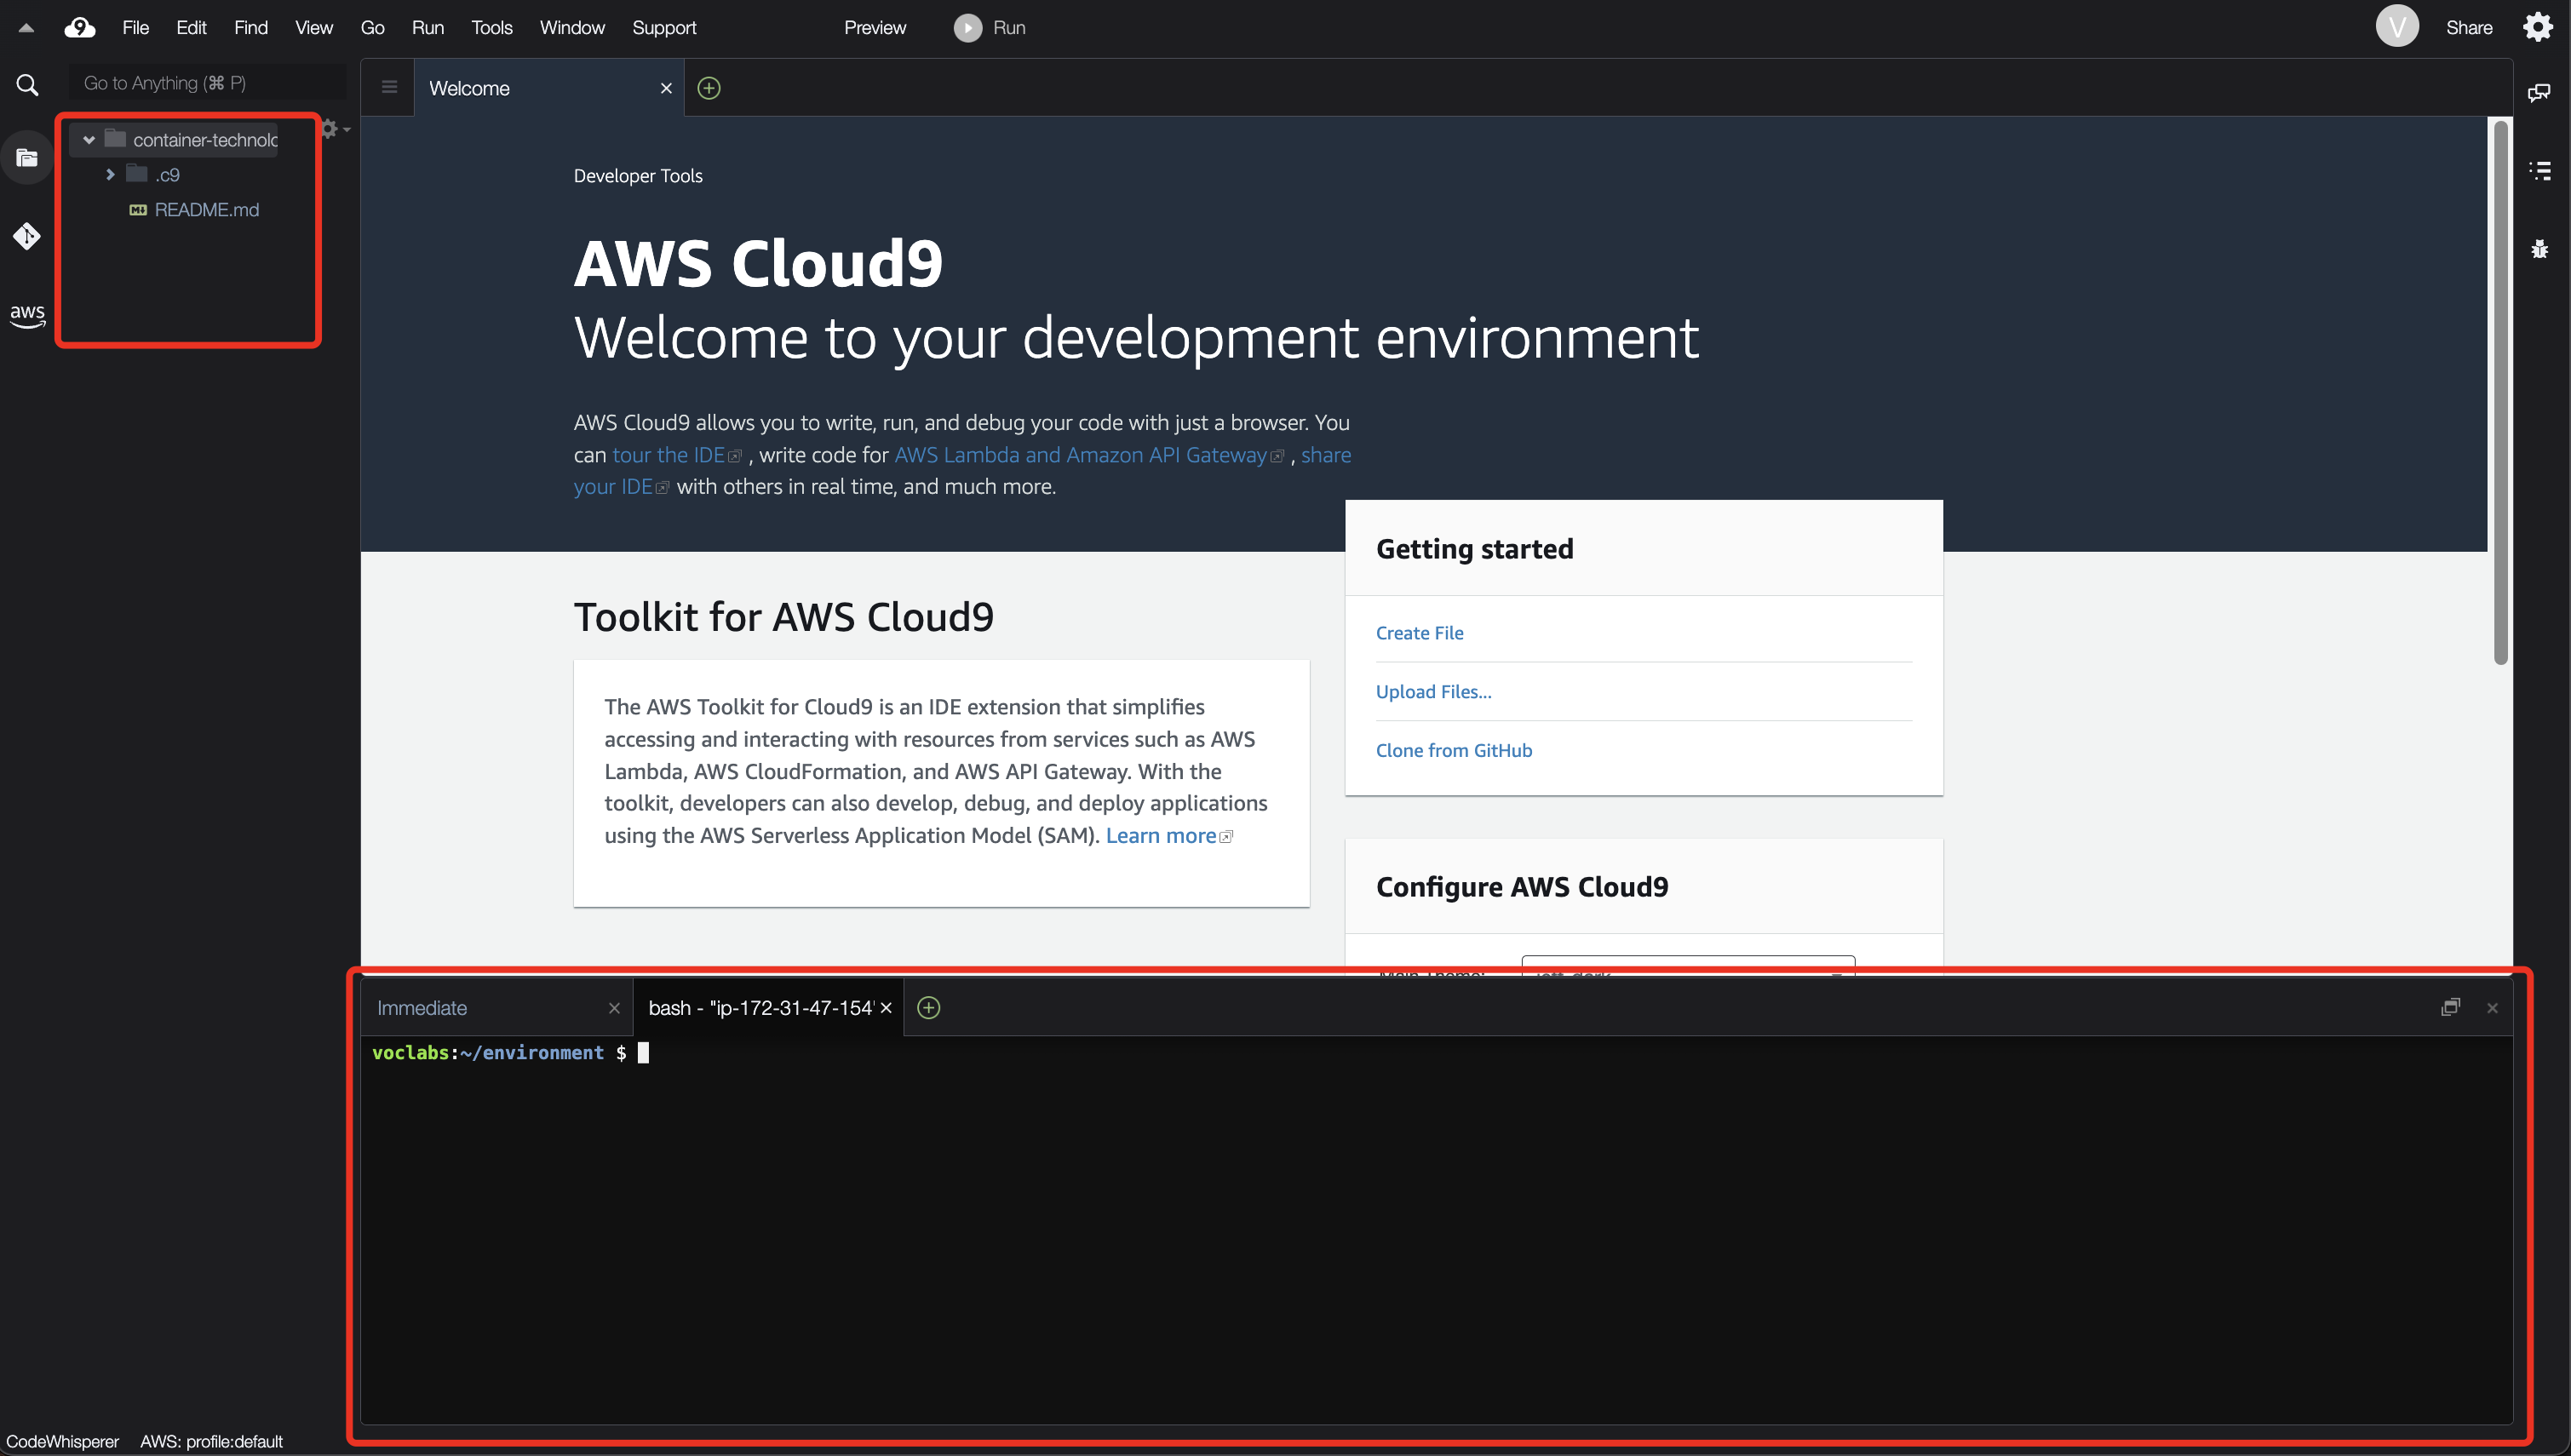 File Edit Find View Go Run Tools Window Support Preview Run V Share
Go to Anything (⌘ P)
Welcome
container-technolo
.c9
README.md
aws
Developer Tools
AWS Cloud9
Welcome to your development environment
AWS Cloud9 allows you to write, run, and debug your code with just a browser. You
can tour the IDE , write code for AWS Lambda and Amazon API Gateway , share
your IDE with others in real time, and much more.
Toolkit for AWS Cloud9
The AWS Toolkit for Cloud9 is an IDE extension that simplifies
accessing and interacting with resources from services such as AWS
Lambda, AWS CloudFormation, and AWS API Gateway. With the
toolkit, developers can also develop, debug, and deploy applications
using the AWS Serverless Application Model (SAM). Learn more
Getting started
Create File
Upload Files...
Clone from GitHub
Configure AWS Cloud9
Main Theme:
Immediate
bash - "ip-172-31-47-154"
voclabs:~/environment $
CodeWhisperer AWS: profile:default